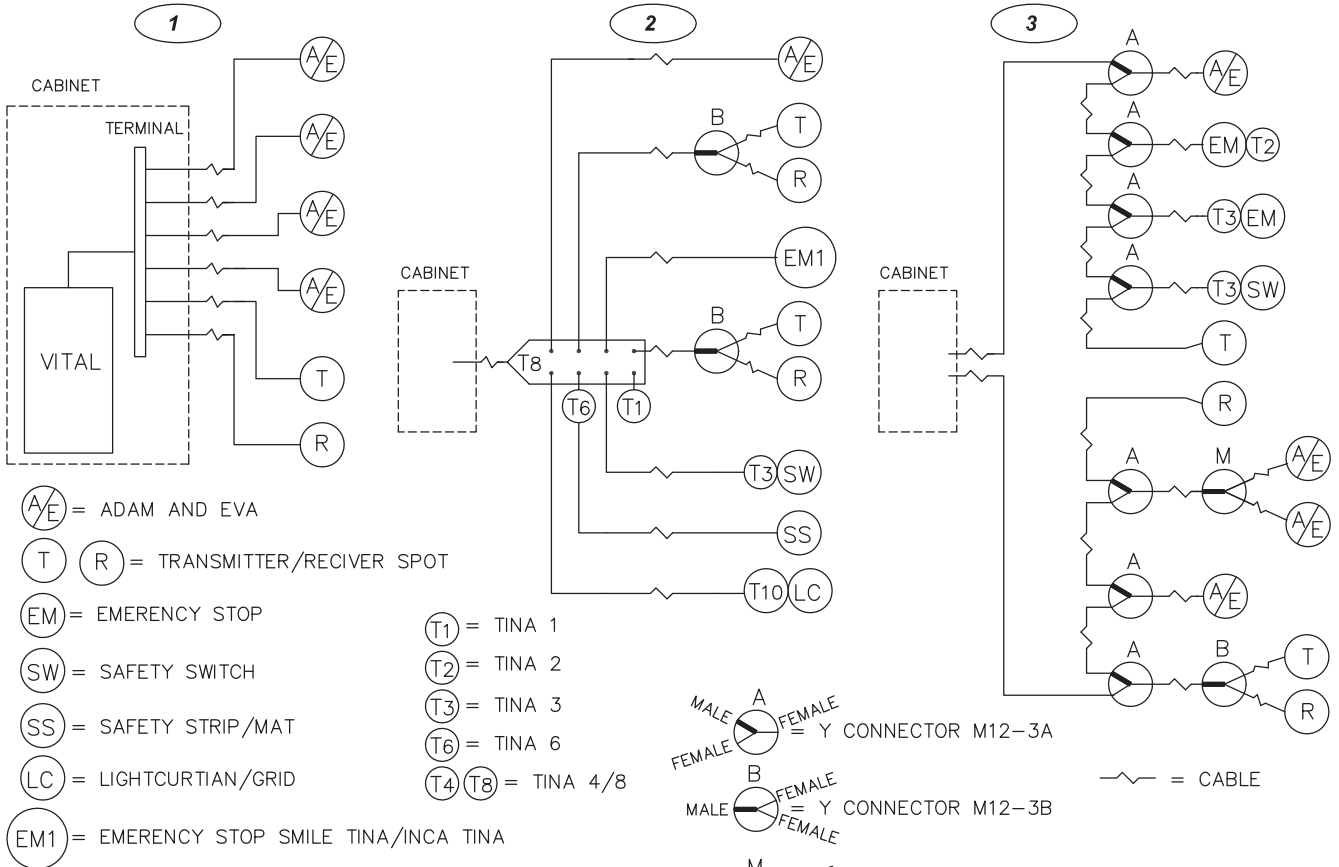 1
CABINET
TERMINAL
VITAL
A/E
A/E
A/E
A/E
T
R
2
CABINET
T8
A/E
B
T
R
EM1
B
T
R
T6
T1
T3 SW
SS
T10 LC
3
CABINET
A
A/E
A
EM T2
A
T3 EM
A
T3 SW
T
R
A
M
A/E
A/E
A
A/E
A
B
T
R
A/E = ADAM AND EVA
T R = TRANSMITTER/RECIVER SPOT
EM = EMERENCY STOP
SW = SAFETY SWITCH
SS = SAFETY STRIP/MAT
LC = LIGHTCURTIAN/GRID
EM1 = EMERENCY STOP SMILE TINA/INCA TINA
T1 = TINA 1
T2 = TINA 2
T3 = TINA 3
T6 = TINA 6
T4 T8 = TINA 4/8
A
MALE FEMALE
FEMALE
= Y CONNECTOR M12-3A
B
MALE FEMALE
FEMALE
= Y CONNECTOR M12-3B
M
= CABLE